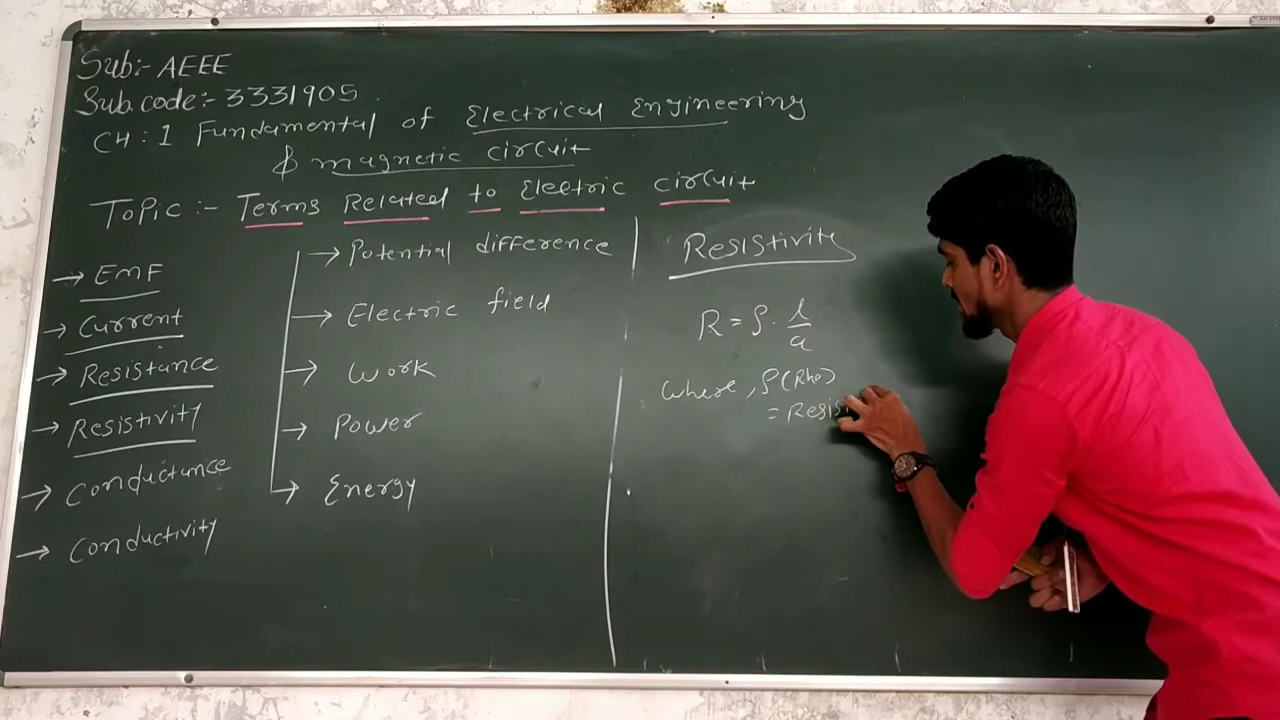 Sub:- AEEE
Sub code:- 3331905
CH : 1 Fundamental of Electrical Engineering
& magnetic circuit
Topic :- Terms Related to Electric circuit
→ EMF
→ Current
→ Resistance
→ Resistivity
→ Conductance
→ Conductivity
→ Potential difference
→ Electric field
→ Work
→ Power
→ Energy
Resistivity
R = ρ · l/a
Where, ρ (Rho)
= Resis